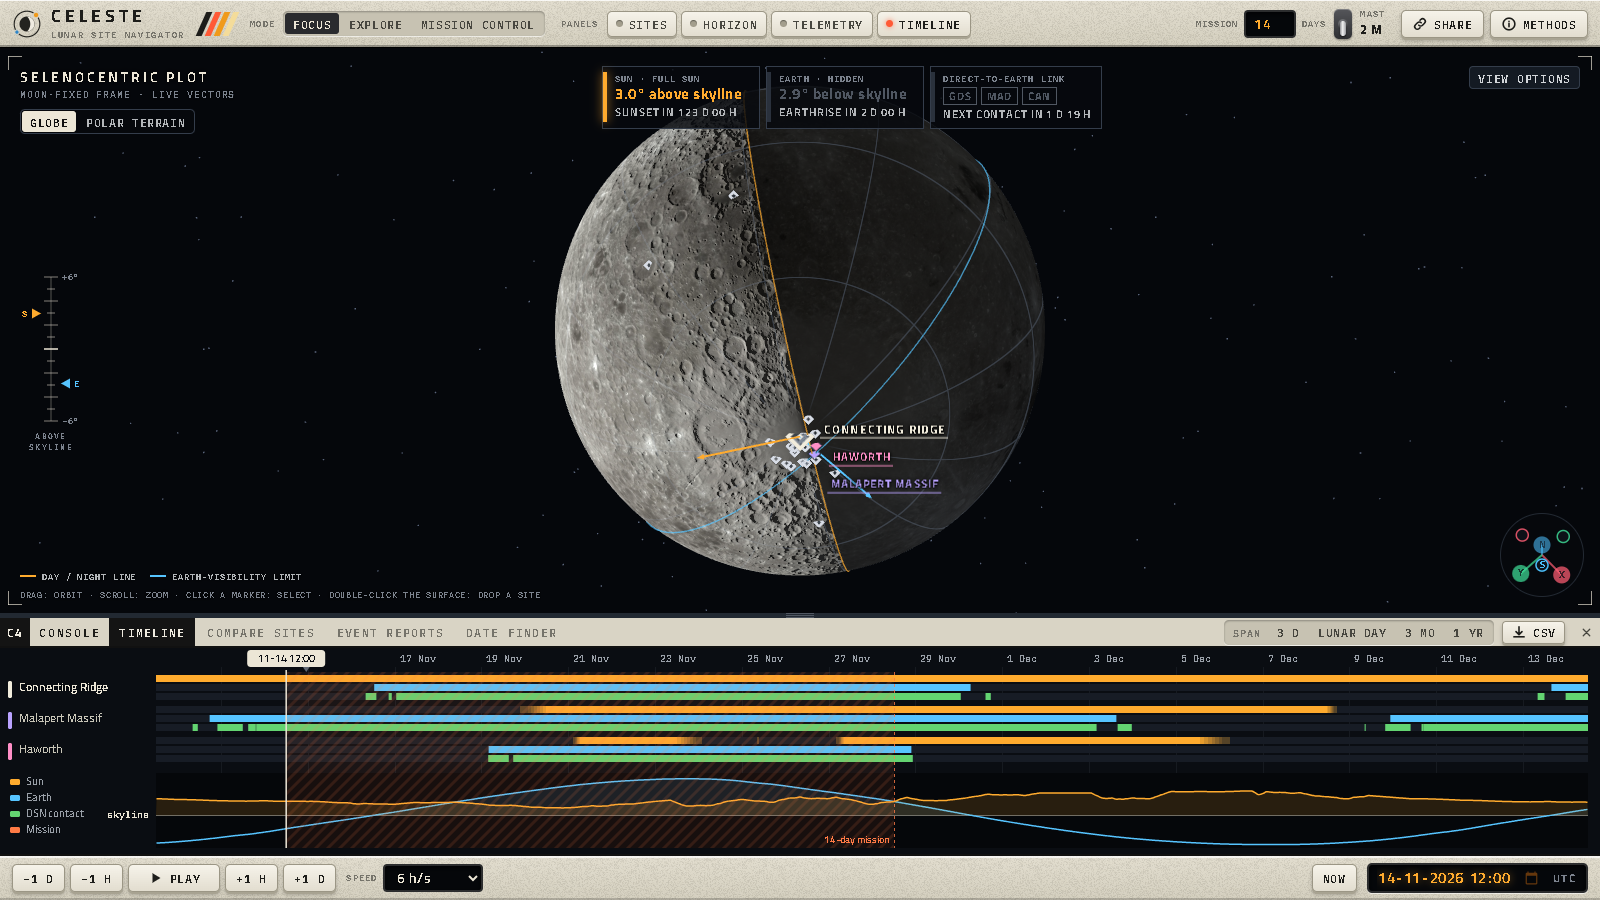 CELESTE
LUNAR SITE NAVIGATOR
MODE
FOCUS
EXPLORE
MISSION CONTROL
PANELS
SITES
HORIZON
TELEMETRY
TIMELINE
MISSION
14
DAYS
MAST
2 M
SHARE
METHODS
SELENOCENTRIC PLOT
MOON-FIXED FRAME · LIVE VECTORS
GLOBE
POLAR TERRAIN
SUN · FULL SUN
3.0° above skyline
SUNSET IN 123 D 00 H
EARTH · HIDDEN
2.9° below skyline
EARTHRISE IN 2 D 00 H
DIRECT-TO-EARTH LINK
GDS MAD CAN
NEXT CONTACT IN 1 D 19 H
VIEW OPTIONS
+6°
S
E
-6°
ABOVE
SKYLINE
CONNECTING RIDGE
HAWORTH
MALAPERT MASSIF
N
S
Y
X
DAY / NIGHT LINE
EARTH-VISIBILITY LIMIT
DRAG: ORBIT · SCROLL: ZOOM · CLICK A MARKER: SELECT · DOUBLE-CLICK THE SURFACE: DROP A SITE
C4
CONSOLE
TIMELINE
COMPARE SITES
EVENT REPORTS
DATE FINDER
SPAN
3 D
LUNAR DAY
3 MO
1 YR
CSV
×
11-14 12:00
17 Nov
19 Nov
21 Nov
23 Nov
25 Nov
27 Nov
29 Nov
1 Dec
3 Dec
5 Dec
7 Dec
9 Dec
11 Dec
13 Dec
Connecting Ridge
Malapert Massif
Haworth
Sun
Earth
DSN contact
Mission
skyline
14-day mission
-1 D
-1 H
PLAY
+1 H
+1 D
SPEED
6 h/s
NOW
14-11-2026 12:00
UTC